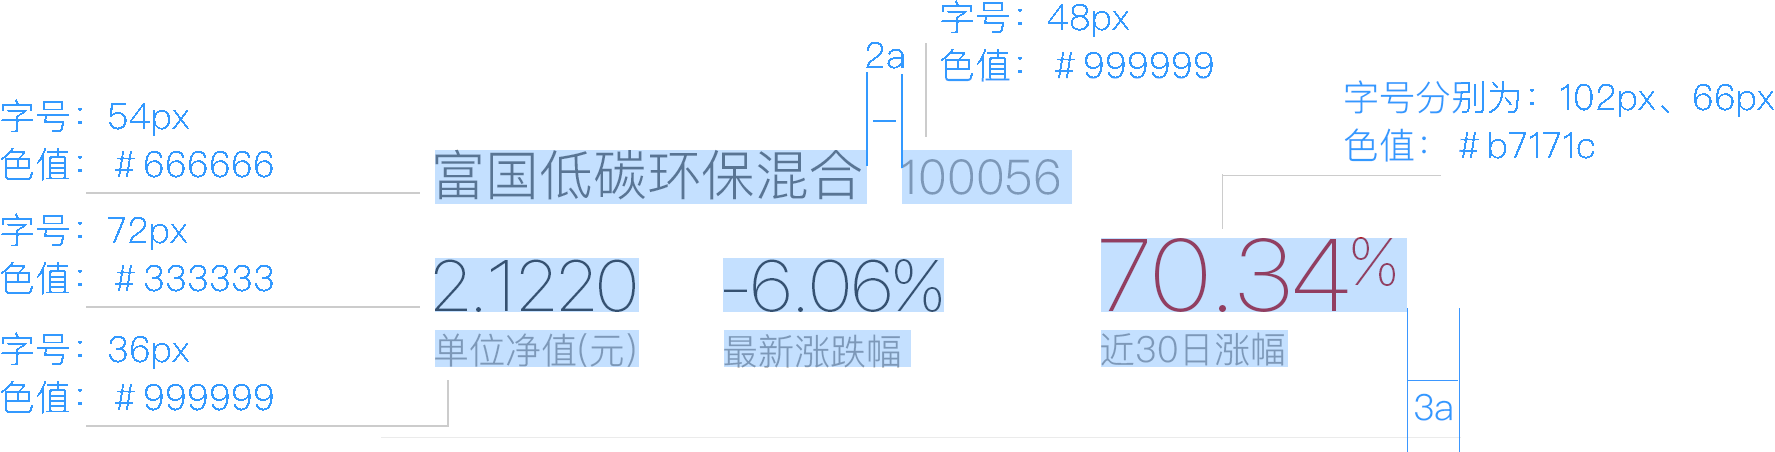 字号：48px
色值：#999999
2a
字号分别为：102px、66px
色值：#b7171c
字号：54px
色值：#666666
富国低碳环保混合 100056
字号：72px
色值：#333333
2.1220 -6.06% 70.34%
字号：36px
色值：#999999
单位净值(元) 最新涨跌幅 近30日涨幅
3a